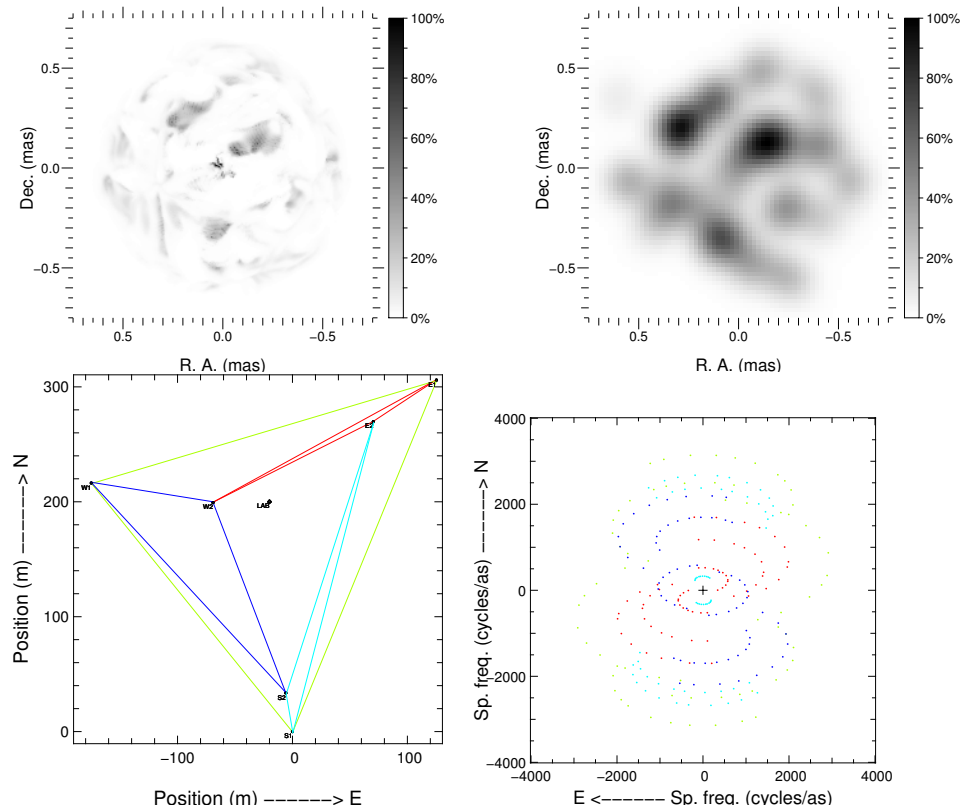 0.5 0.0 −0.5
0.5
0.0
−0.5
R. A. (mas)
Dec. (mas)
100%
80%
60%
40%
20%
0%
0.5 0.0 −0.5
0.5
0.0
−0.5
R. A. (mas)
Dec. (mas)
100%
80%
60%
40%
20%
0%
300
200
100
0
−100 0 100
Position (m) −−−−−−> N
Position (m) −−−−−−> E
E1
E2
W1
W2
LAB
S2
S1
4000
2000
0
−2000
−4000
−4000 −2000 0 2000 4000
Sp. freq. (cycles/as) −−−−−−> N
E <−−−−−− Sp. freq. (cycles/as)